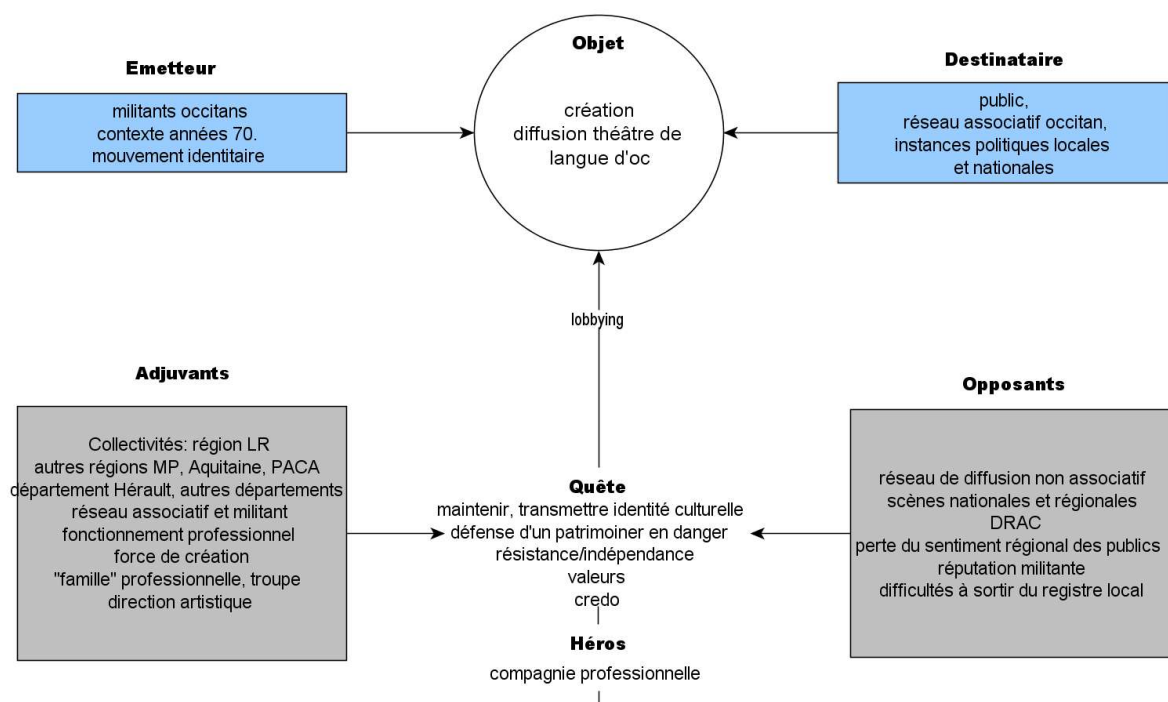 Objet
création
diffusion théâtre de
langue d'oc
Emetteur
militants occitans
contexte années 70.
mouvement identitaire
Destinataire
public,
réseau associatif occitan,
instances politiques locales
et nationales
lobbying
Adjuvants
Collectivités: région LR
autres régions MP, Aquitaine, PACA
département Hérault, autres départements
réseau associatif et militant
fonctionnement professionnel
force de création
"famille" professionnelle, troupe
direction artistique
Quête
maintenir, transmettre identité culturelle
défense d'un patrimoiner en danger
résistance/indépendance
valeurs
credo
Opposants
réseau de diffusion non associatif
scènes nationales et régionales
DRAC
perte du sentiment régional des publics
réputation militante
difficultés à sortir du registre local
Héros
compagnie professionnelle